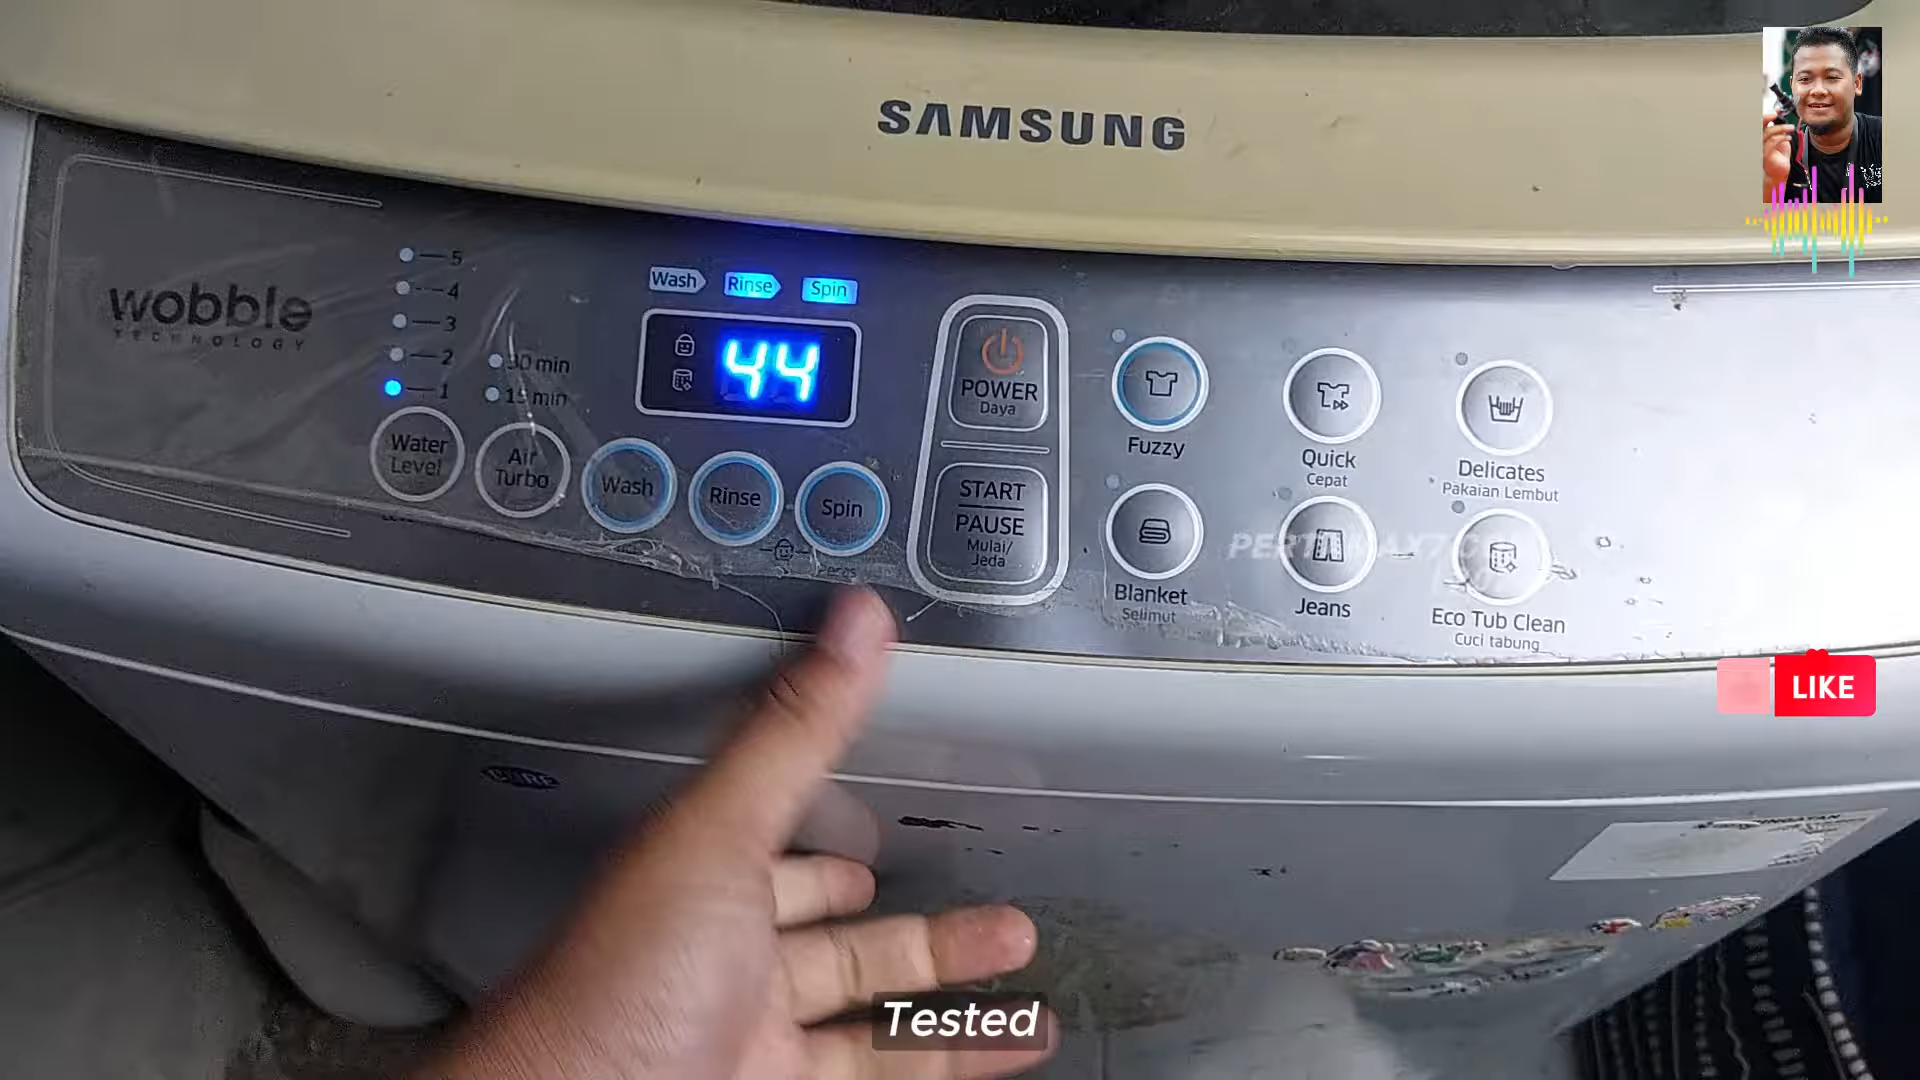 SAMSUNG
wobble
TECHNOLOGY
5
4
3
2
1
30 min
15 min
Water
Level
Air
Turbo
Wash
Rinse
Spin
44
Wash
Rinse
Spin
Peras
POWER
Daya
START
PAUSE
Mulai/
Jeda
Fuzzy
Quick
Cepat
Delicates
Pakaian Lembut
Blanket
Selimut
Jeans
Eco Tub Clean
Cuci tabung
LIKE
Tested